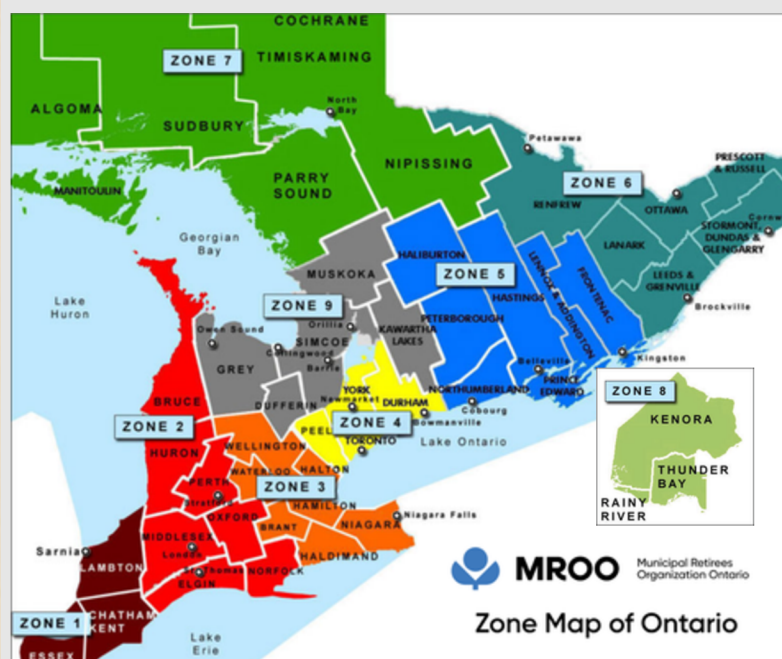 COCHRANE
ZONE 7
TIMISKAMING
ALGOMA
North
Bay
SUDBURY
Petawawa
NIPISSING
PRESCOTT
& RUSSELL
PARRY
SOUND
ZONE 6
MANITOULIN
RENFREW
OTTAWA
Cornw
STORMONT,
DUNDAS &
GLENGARRY
Georgian
Bay
HALIBURTON
LANARK
MUSKOKA
ZONE 5
LENNOX & ADDINGTON
FRONTENAC
LEEDS &
GRENVILLE
Lake
Huron
ZONE 9
HASTINGS
Brockville
Orillia
PETERBOROUGH
Owen Sound
SIMCOE
KAWARTHA
LAKES
Collingwood
Barrie
Belleville
Kingston
GREY
PRINCE
EDWARD
YORK
NORTHUMBERLAND
BRUCE
DUFFERIN
Newmarket
DURHAM
Cobourg
ZONE 8
Bowmanville
KENORA
ZONE 2
PEEL
ZONE 4
TORONTO
Lake Ontario
WELLINGTON
HURON
WATERLOO
HALTON
THUNDER
BAY
PERTH
ZONE 3
Stratford
RAINY
RIVER
HAMILTON
OXFORD
Niagara Falls
BRANT
NIAGARA
MIDDLESEX
London
Sarnia
HALDIMAND
LAMBTON
St. Thomas
NORFOLK
ELGIN
MROO
Municipal Retirees
Organization Ontario
ZONE 1
CHATHAM
KENT
Zone Map of Ontario
Lake
Erie
ESSEX